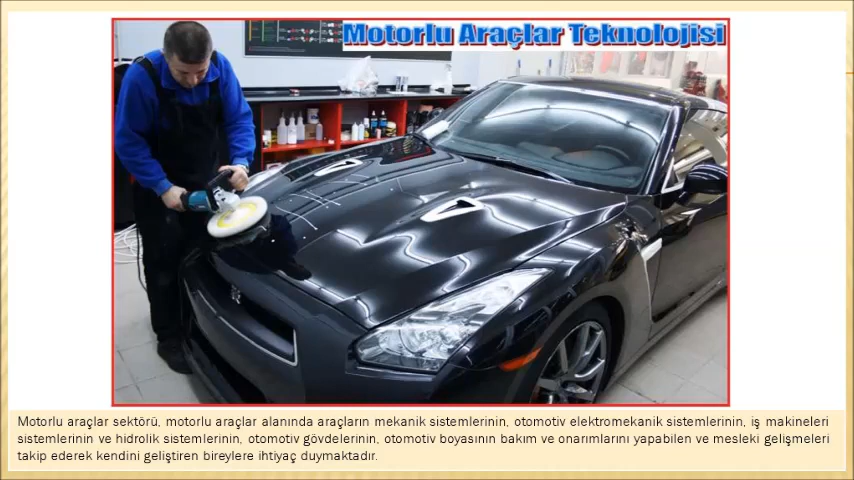 Motorlu Araçlar Teknolojisi
Motorlu araçlar sektörü, motorlu araçlar alanında araçların mekanik sistemlerinin, otomotiv elektromekanik sistemlerinin, iş makineleri
sistemlerinin ve hidrolik sistemlerinin, otomotiv gövdelerinin, otomotiv boyasının bakım ve onarımlarını yapabilen ve mesleki gelişmeleri
takip ederek kendini geliştiren bireylere ihtiyaç duymaktadır.